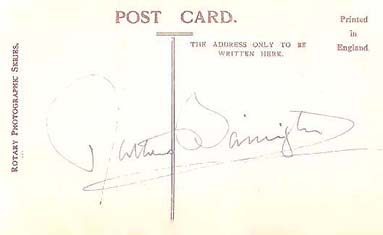 POST CARD.
Printed
in
England.
THE ADDRESS ONLY TO BE
WRITTEN HERE.
ROTARY PHOTOGRAPHIC SERIES.